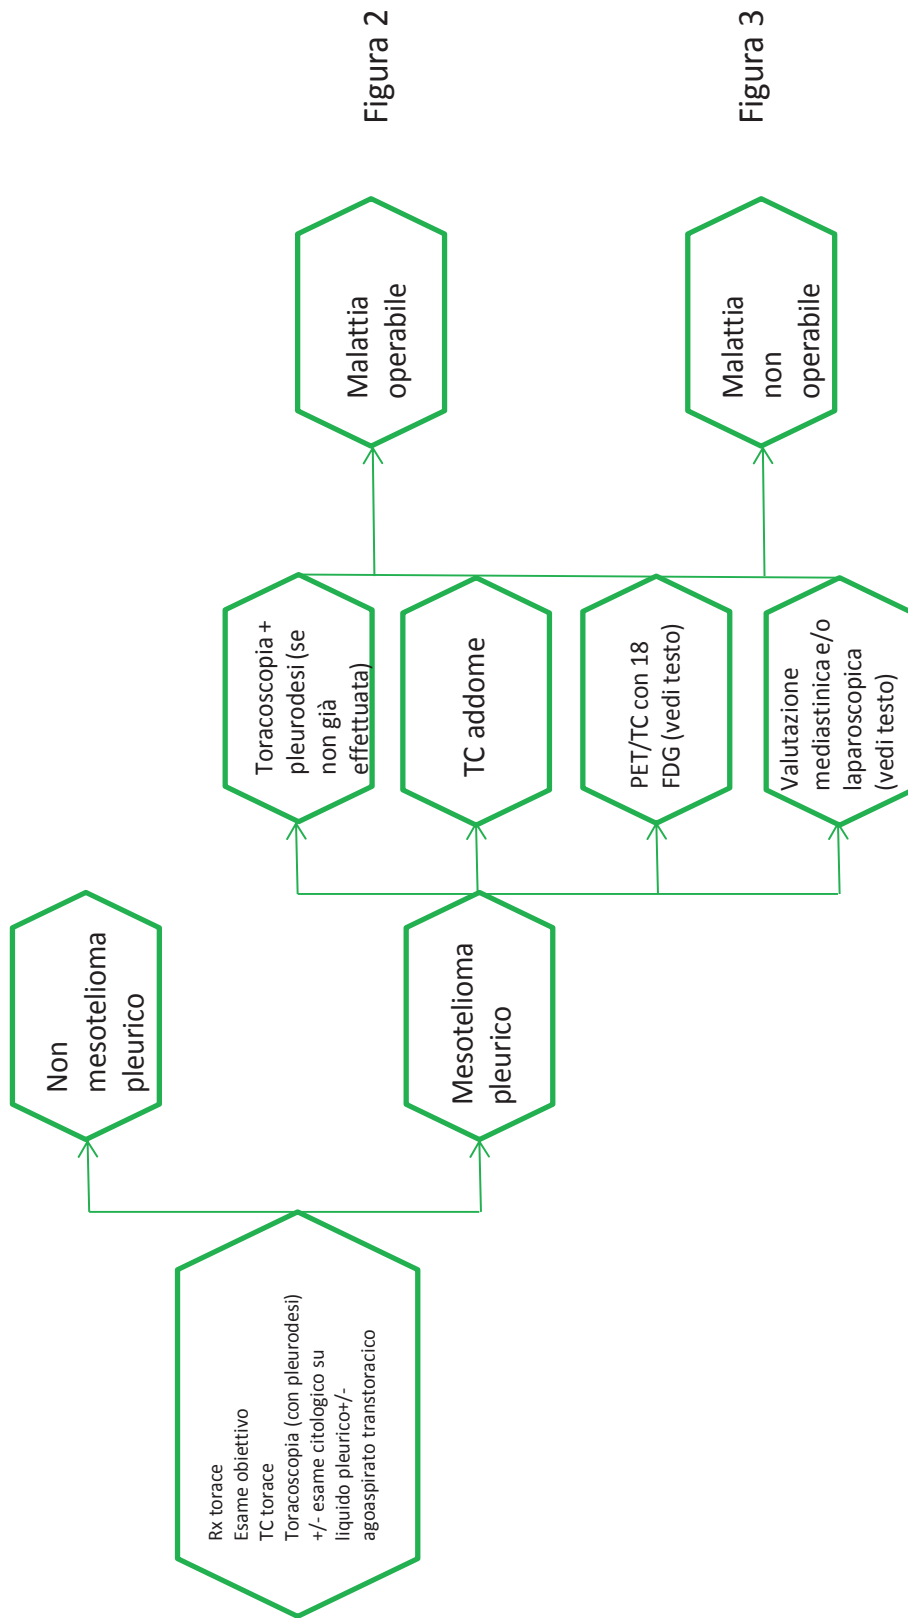 Rx torace
Esame obiettivo
TC torace
Toracoscopia (con pleurodesi)
+/- esame citologico su
liquido pleurico+/-
agoaspirato transtoracico
Non
mesotelioma
pleurico
Mesotelioma
pleurico
Toracoscopia +
pleurodesi (se
non già
effettuata)
TC addome
PET/TC con 18
FDG (vedi testo)
Valutazione
mediastinica e/o
laparoscopica
(vedi testo)
Malattia
operabile
Malattia
non
operabile
Figura 2
Figura 3